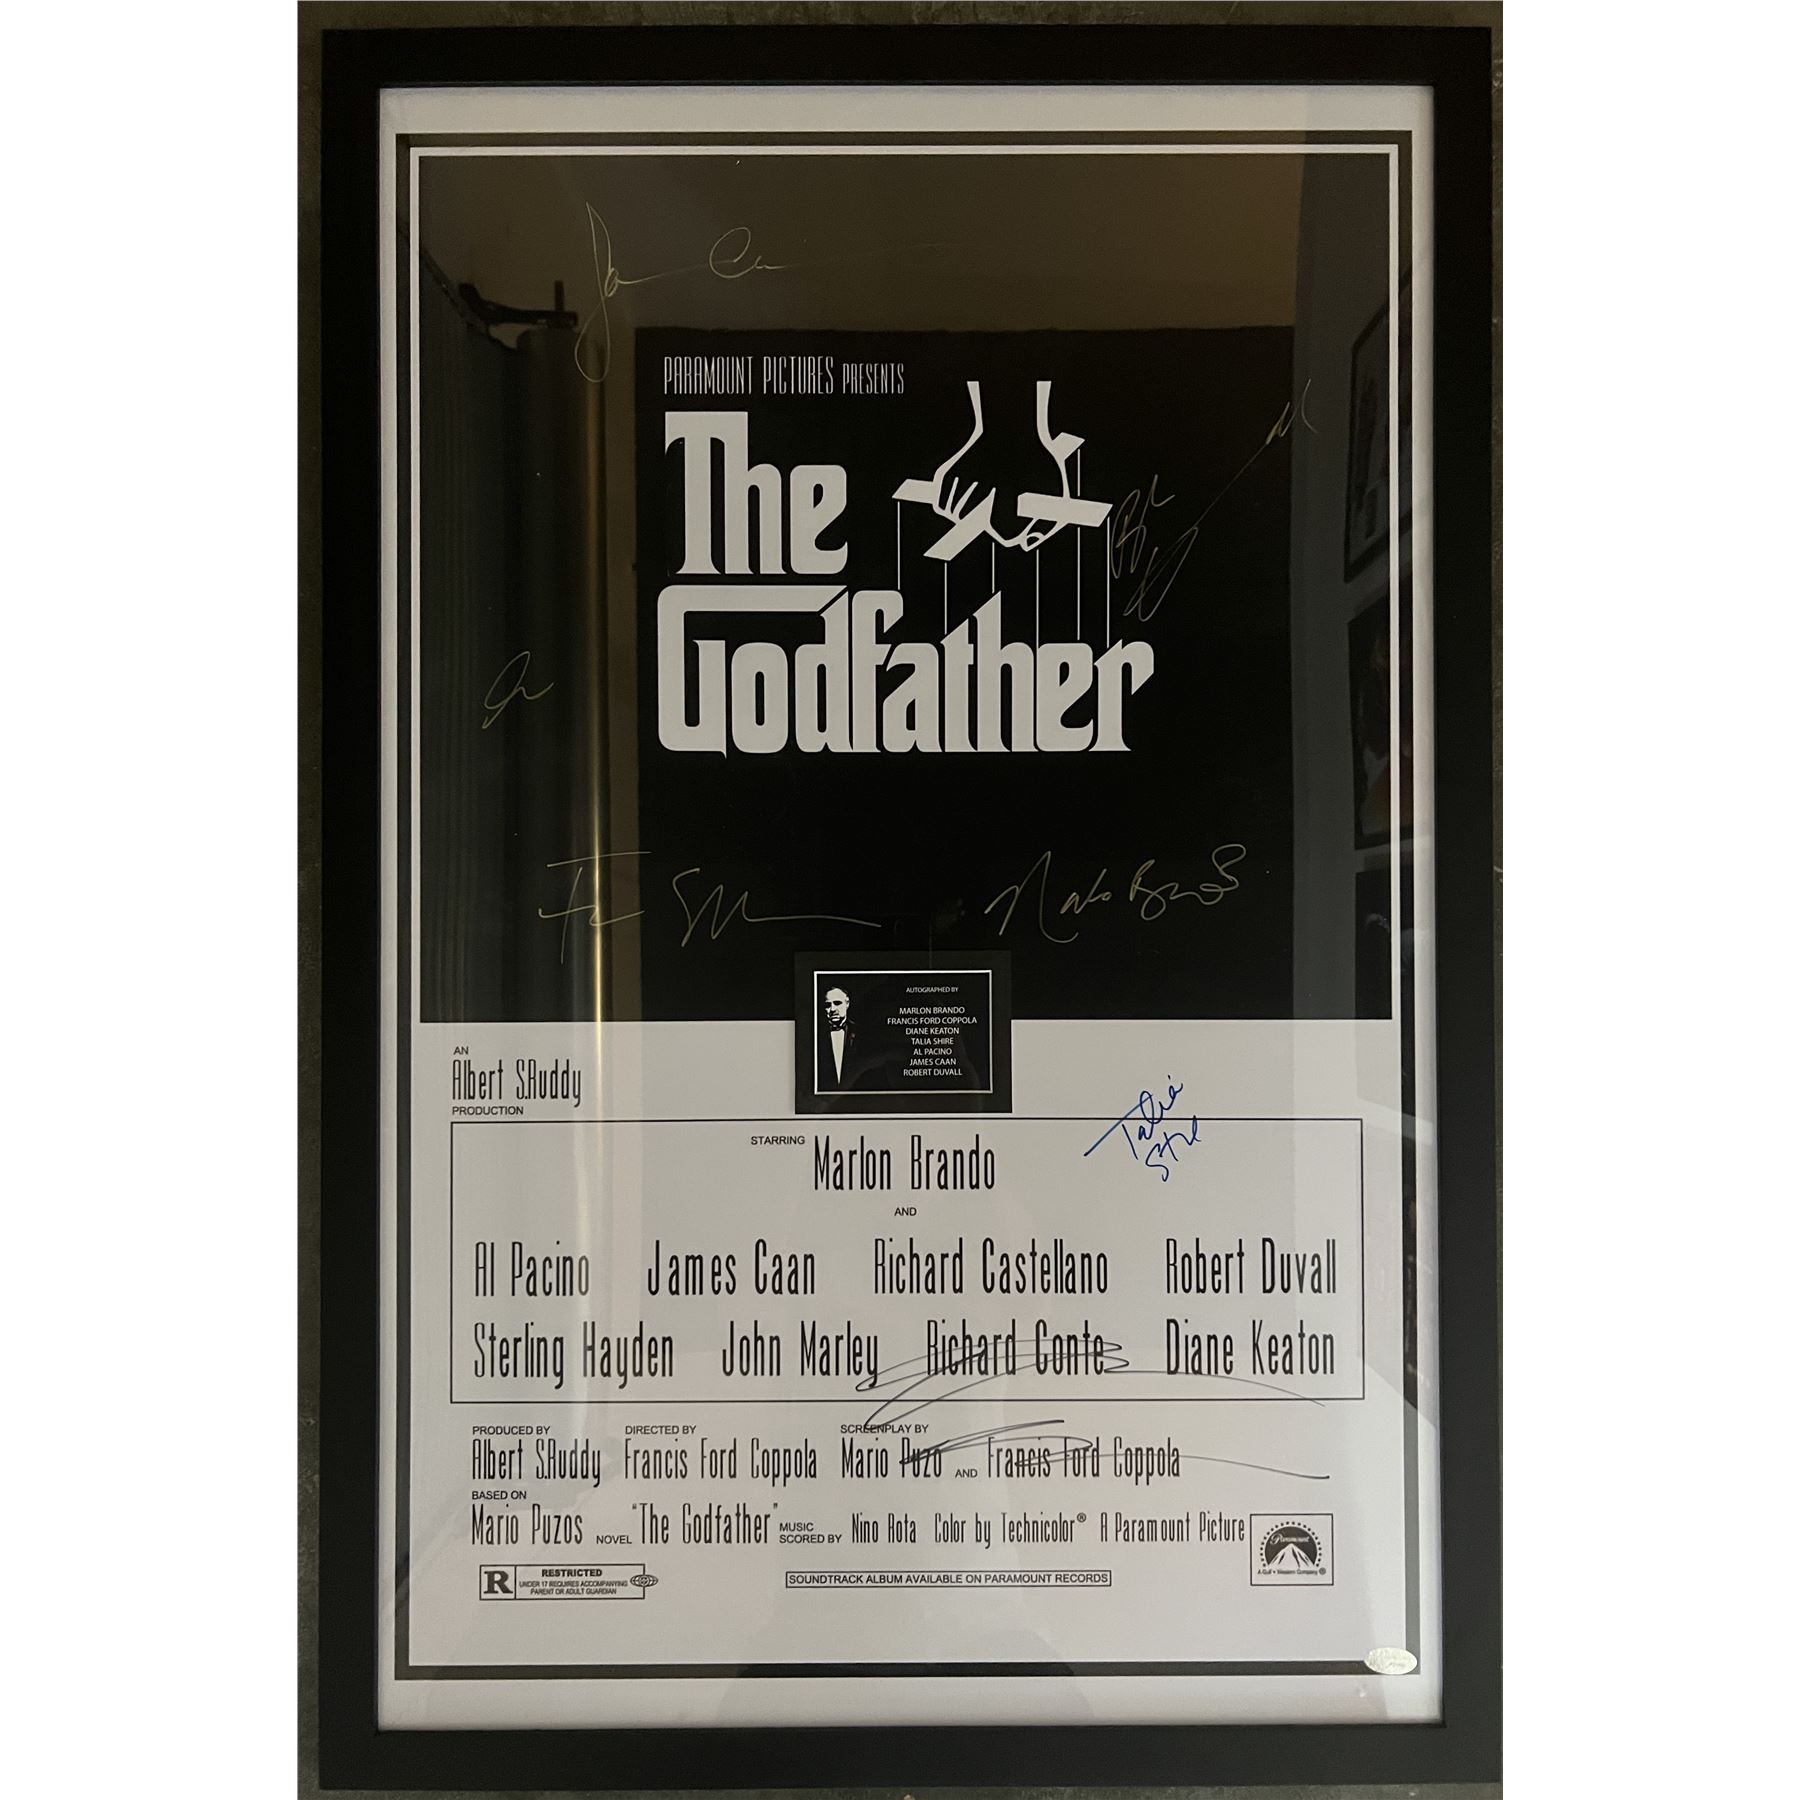 PARAMOUNT PICTURES PRESENTS
The
Godfather
AUTOGRAPHED BY
MARLON BRANDO
FRANCIS FORD COPPOLA
DIANE KEATON
TALIA SHIRE
AL PACINO
JAMES CAAN
ROBERT DUVALL
AN
Albert S.Ruddy
PRODUCTION
Talia
Shire
STARRING Marlon Brando
AND
Al Pacino James Caan Richard Castellano Robert Duvall
Sterling Hayden John Marley Richard Conte Diane Keaton
PRODUCED BY DIRECTED BY SCREENPLAY BY
Albert S.Ruddy Francis Ford Coppola Mario Puzo AND Francis Ford Coppola
BASED ON
Mario Puzos NOVEL "The Godfather" MUSIC SCORED BY Nino Rota Color by Technicolor® A Paramount Picture
Paramount
A Gulf + Western Company
R RESTRICTED
UNDER 17 REQUIRES ACCOMPANYING
PARENT OR ADULT GUARDIAN
SOUNDTRACK ALBUM AVAILABLE ON PARAMOUNT RECORDS